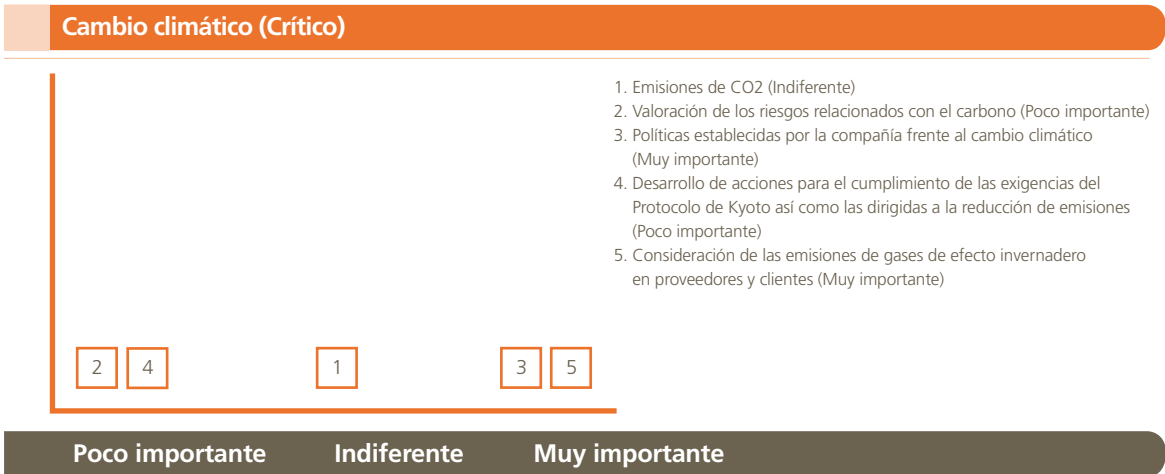 Cambio climático (Crítico)
1. Emisiones de CO2 (Indiferente)
2. Valoración de los riesgos relacionados con el carbono (Poco importante)
3. Políticas establecidas por la compañía frente al cambio climático
(Muy importante)
4. Desarrollo de acciones para el cumplimiento de las exigencias del
Protocolo de Kyoto así como las dirigidas a la reducción de emisiones
(Poco importante)
5. Consideración de las emisiones de gases de efecto invernadero
en proveedores y clientes (Muy importante)
2 4 1 3 5
Poco importante Indiferente Muy importante